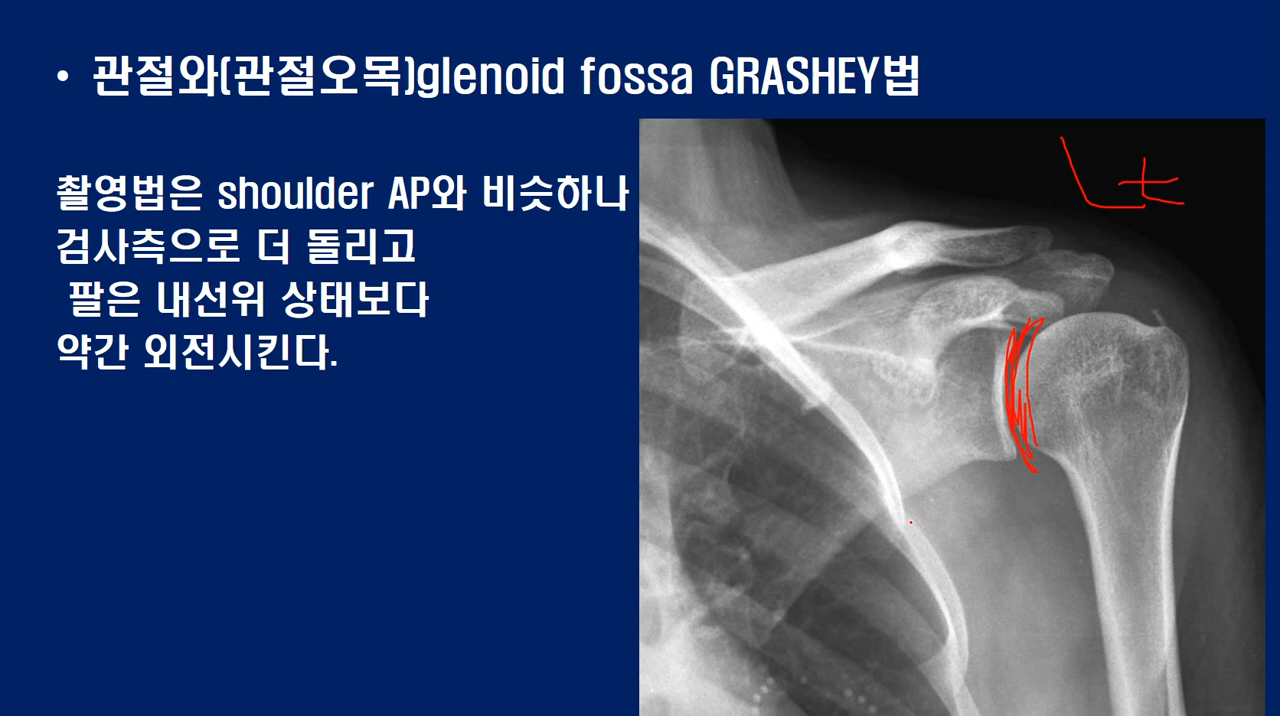 • 관절와(관절오목)glenoid fossa GRASHEY법
촬영법은 shoulder AP와 비슷하나
검사측으로 더 돌리고
팔은 내선위 상태보다
약간 외전시킨다.
Lt